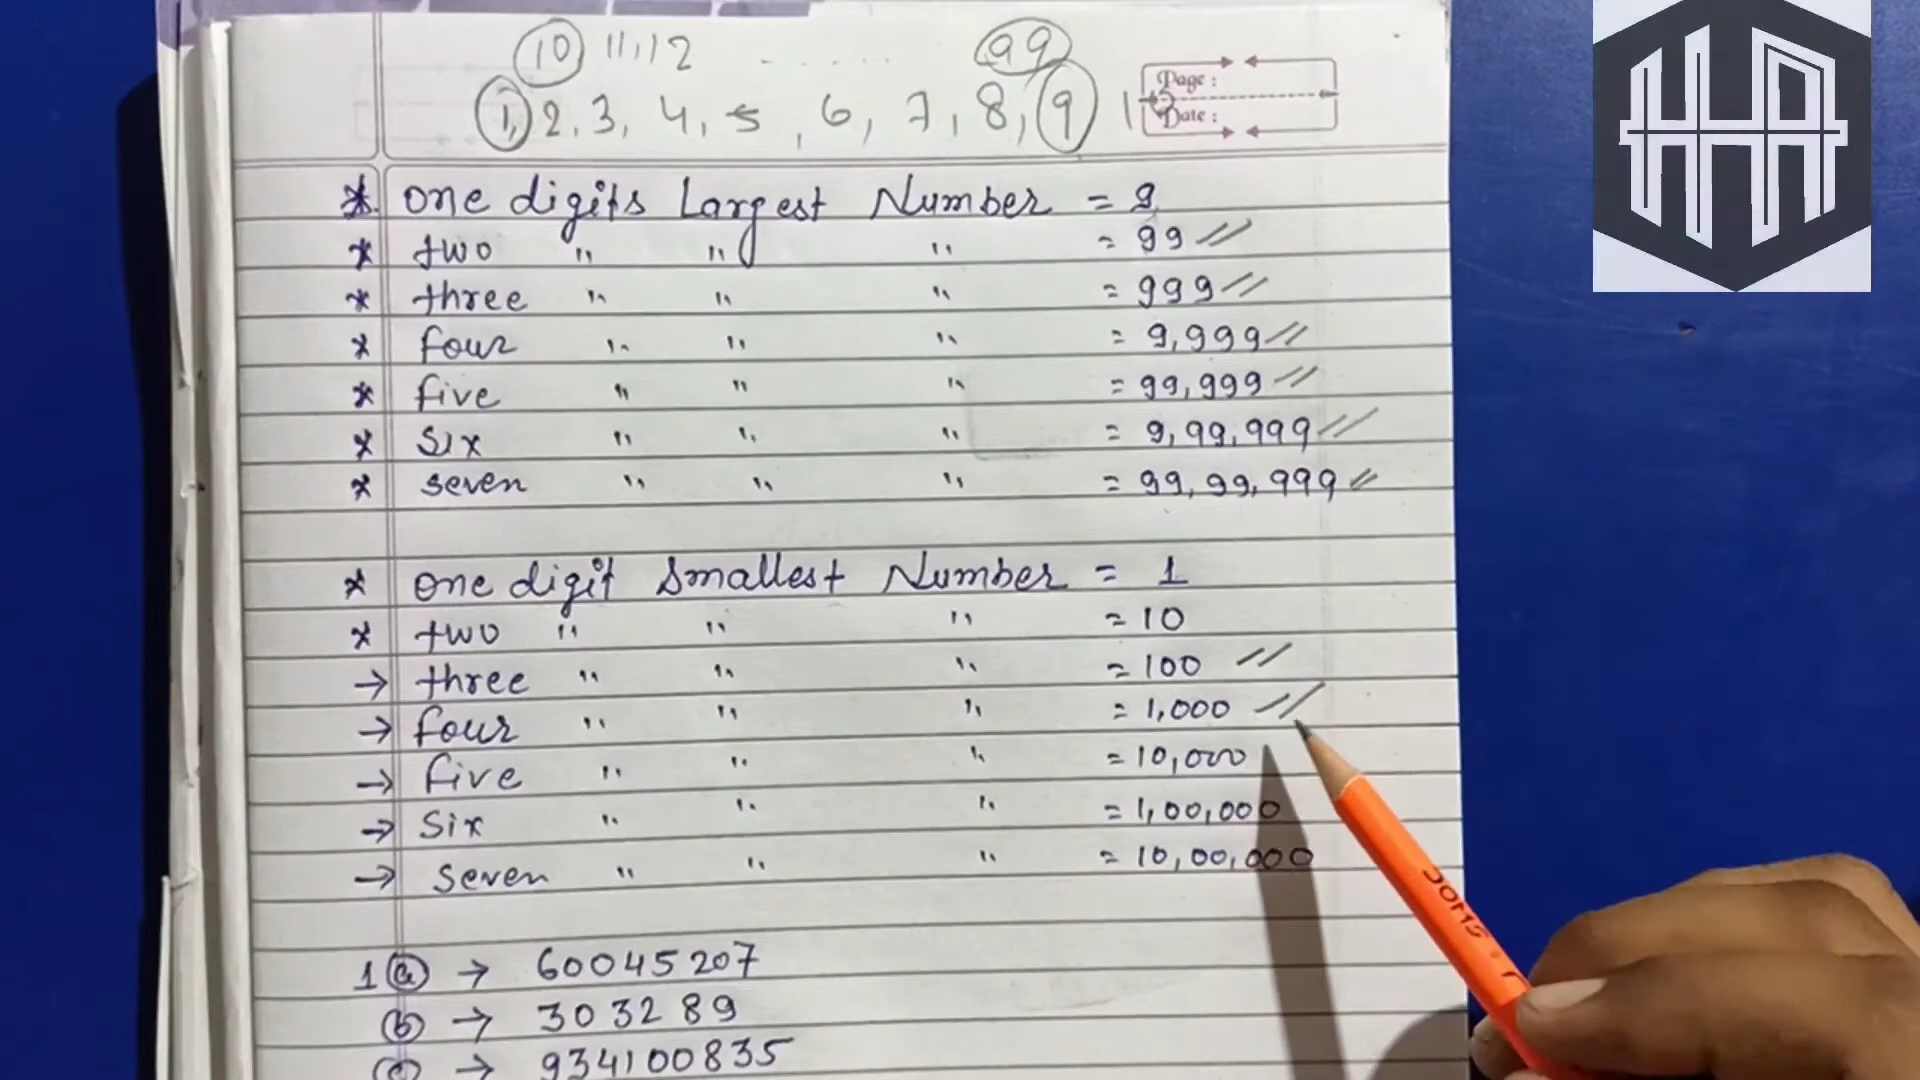 10 11, 12 ...... 99
1, 2, 3, 4, 5, 6, 7, 8, 9 1
Page :
Date :
* One digits Largest Number = 9
* two " " " = 99 //
* three " " " = 999 //
* four " " " = 9,999 //
* five " " " = 99,999 //
* Six " " " = 9,99,999 //
* seven " " " = 99,99,999 //
* One digit Smallest Number = 1
* two " " " = 10
→ three " " " = 100 //
→ four " " " = 1,000 //
→ five " " " = 10,000
→ Six " " " = 1,00,000
→ Seven " " " = 10,00,000
1 (a) → 60045207
(b) → 303289
(c) → 934100835
HA
DOMS